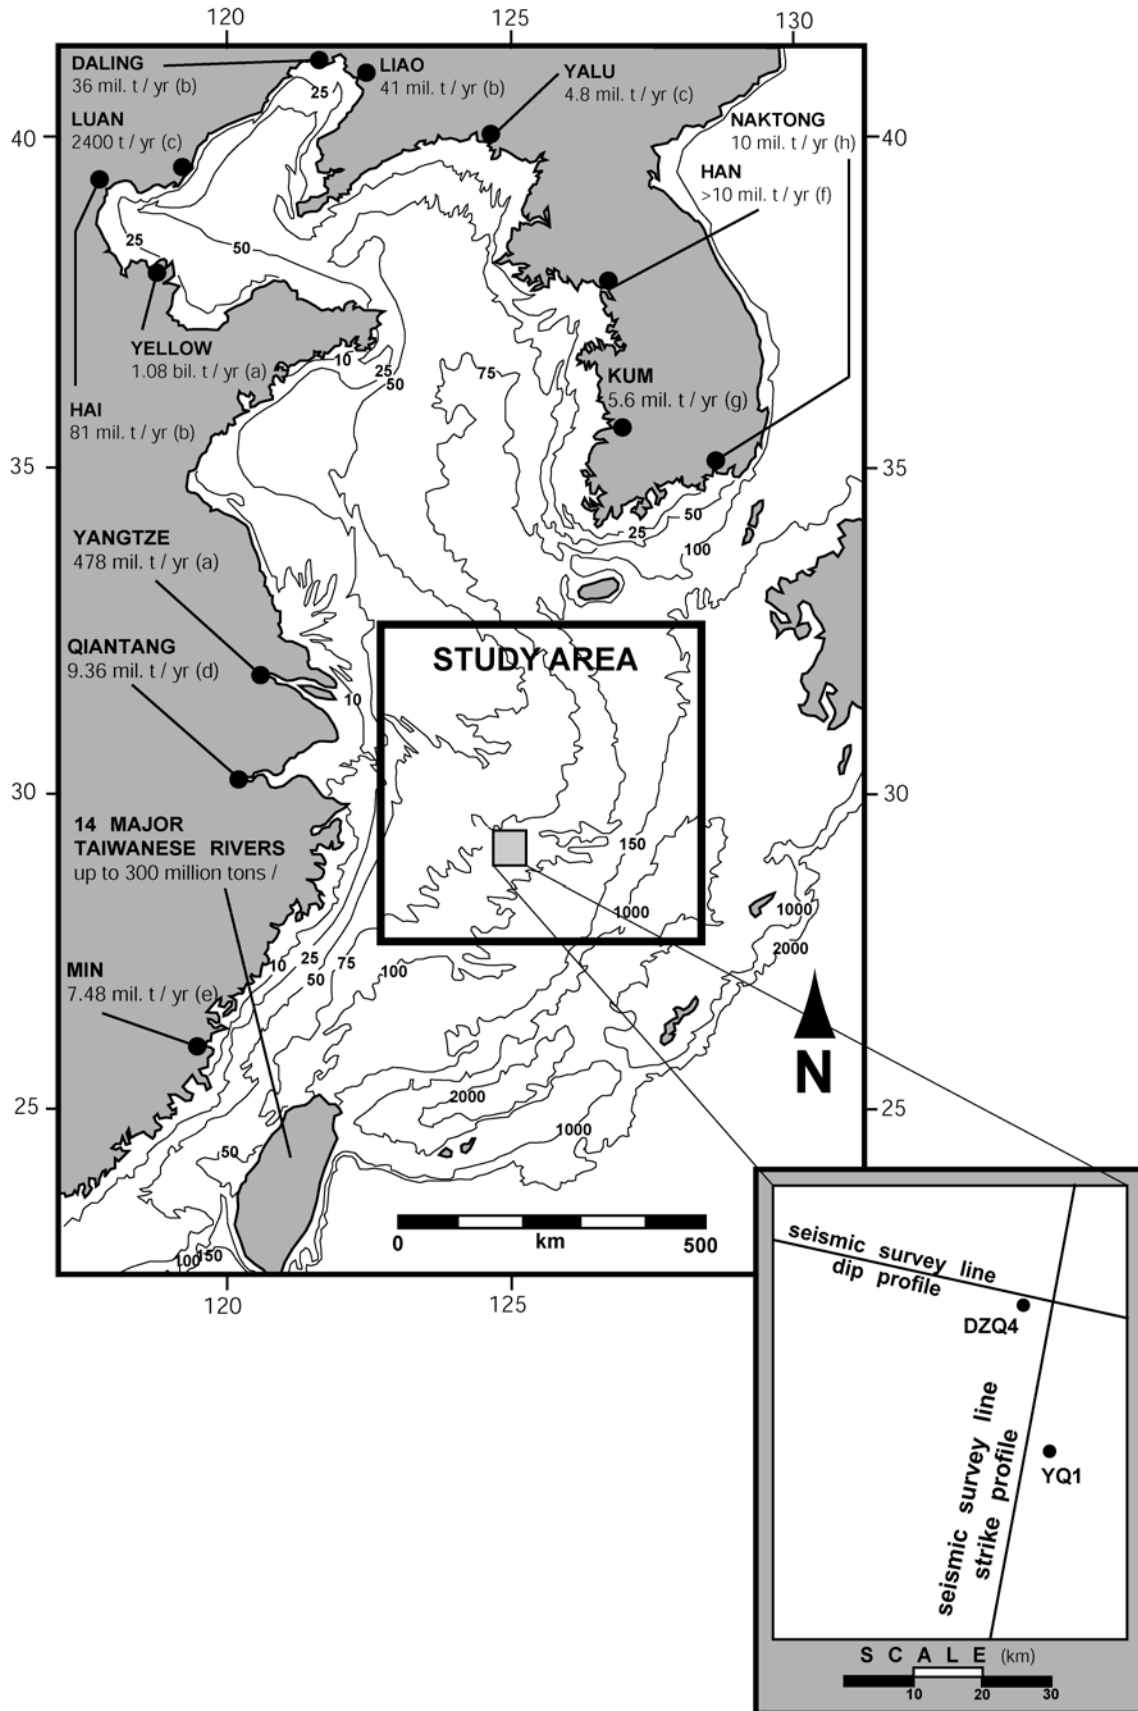 120 125 130
DALING
36 mil. t / yr (b)
LIAO
41 mil. t / yr (b)
YALU
4.8 mil. t / yr (c)
25
LUAN
2400 t / yr (c)
NAKTONG
10 mil. t / yr (h)
40 40
HAN
>10 mil. t / yr (f)
25
50
YELLOW
1.08 bil. t / yr (a)
10
25
50
75
KUM
5.6 mil. t / yr (g)
HAI
81 mil. t / yr (b)
35 35
50
25
100
YANGTZE
478 mil. t / yr (a)
QIANTANG
9.36 mil. t / yr (d)
STUDY AREA
10
30 30
14 MAJOR
TAIWANESE RIVERS
up to 300 million tons /
150
1000
1000
2000
MIN
7.48 mil. t / yr (e)
10
25
50
75
100
N
2000
25 25
1000
50
100
150
0 km 500
120 125
seismic survey line
dip profile
DZQ4
seismic survey line
strike profile
YQ1
SCALE (km)
10 20 30